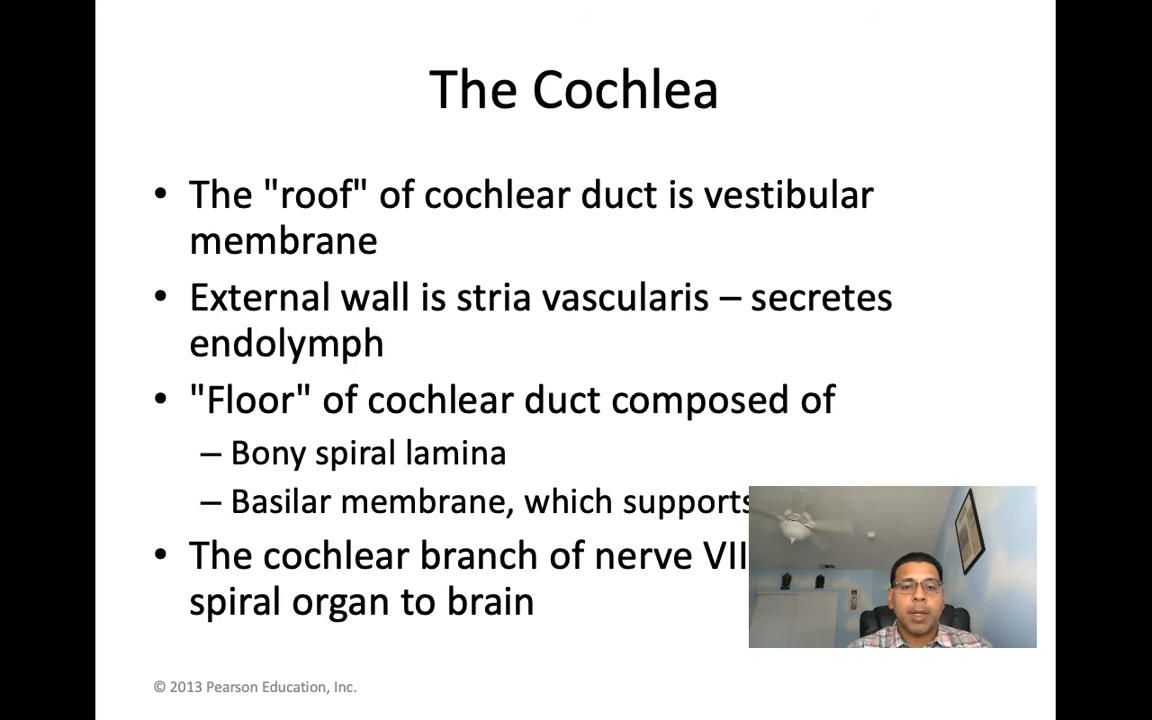 The Cochlea
• The "roof" of cochlear duct is vestibular
membrane
• External wall is stria vascularis – secretes
endolymph
• "Floor" of cochlear duct composed of
– Bony spiral lamina
– Basilar membrane, which supports
• The cochlear branch of nerve VII
spiral organ to brain
© 2013 Pearson Education, Inc.